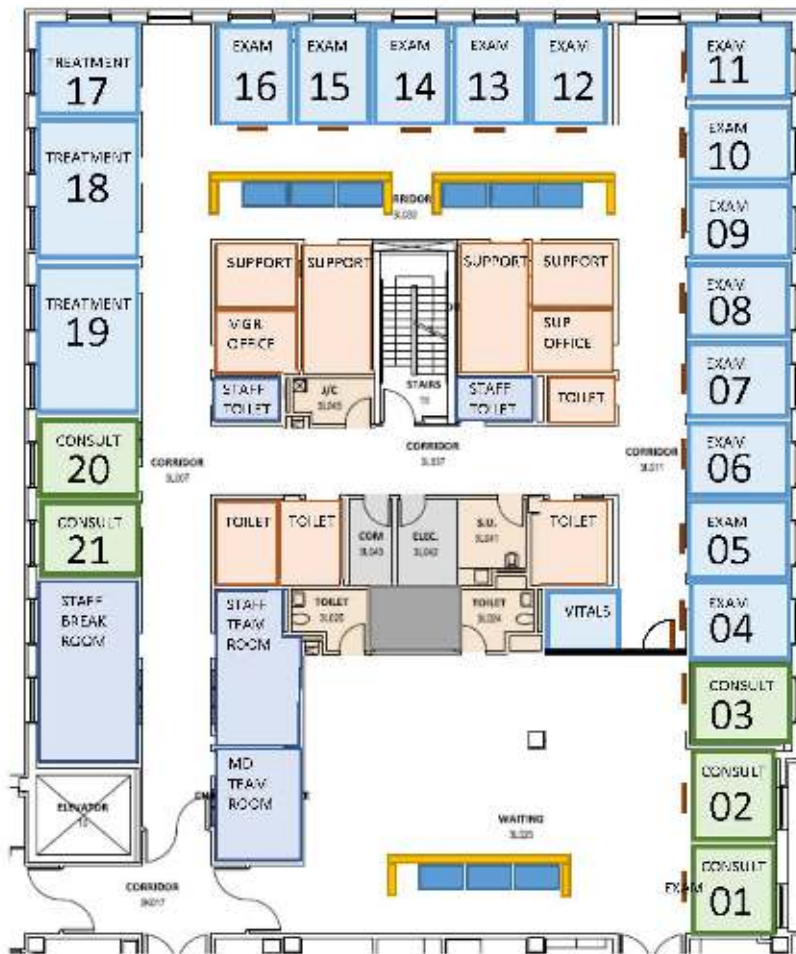 TREATMENT
17
EXAM
16
EXAM
15
EXAM
14
EXAM
13
EXAM
12
EXAM
11
TREATMENT
18
EXAM
10
EXAM
09
TREATMENT
19
SUPPORT
SUPPORT
SUPPORT
SUPPORT
EXAM
08
MGR
OFFICE
STAIRS
SUP
OFFICE
EXAM
07
STAFF
TOILET
J/C
STAFF
TOILET
TOILET
CONSULT
20
CORRIDOR
CORRIDOR
3L037
CORRIDOR
EXAM
06
CONSULT
21
TOILET
TOILET
COM
ELEC.
3L042
TOILET
EXAM
05
STAFF
BREAK
ROOM
STAFF
TEAM
ROOM
TOILET
TOILET
VITALS
EXAM
04
CONSULT
03
MD
TEAM
ROOM
CONSULT
02
ELEVATOR
WAITING
CORRIDOR
EXAM
CONSULT
01